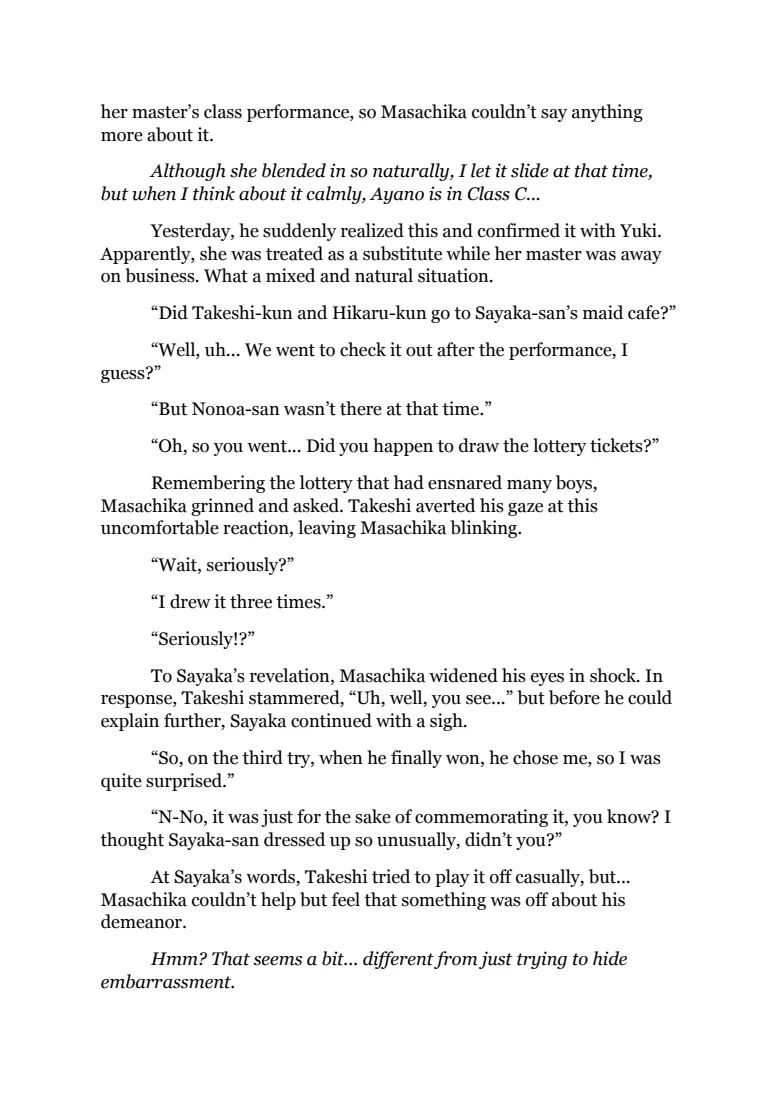 her master’s class performance, so Masachika couldn’t say anything
more about it.
Although she blended in so naturally, I let it slide at that time,
but when I think about it calmly, Ayano is in Class C...
Yesterday, he suddenly realized this and confirmed it with Yuki.
Apparently, she was treated as a substitute while her master was away
on business. What a mixed and natural situation.
“Did Takeshi-kun and Hikaru-kun go to Sayaka-san’s maid cafe?”
“Well, uh... We went to check it out after the performance, I
guess?”
“But Nonoa-san wasn’t there at that time.”
“Oh, so you went... Did you happen to draw the lottery tickets?”
Remembering the lottery that had ensnared many boys,
Masachika grinned and asked. Takeshi averted his gaze at this
uncomfortable reaction, leaving Masachika blinking.
“Wait, seriously?”
“I drew it three times.”
“Seriously!?”
To Sayaka’s revelation, Masachika widened his eyes in shock. In
response, Takeshi stammered, “Uh, well, you see...” but before he could
explain further, Sayaka continued with a sigh.
“So, on the third try, when he finally won, he chose me, so I was
quite surprised.”
“N-No, it was just for the sake of commemorating it, you know? I
thought Sayaka-san dressed up so unusually, didn’t you?”
At Sayaka’s words, Takeshi tried to play it off casually, but...
Masachika couldn’t help but feel that something was off about his
demeanor.
Hmm? That seems a bit... different from just trying to hide
embarrassment.